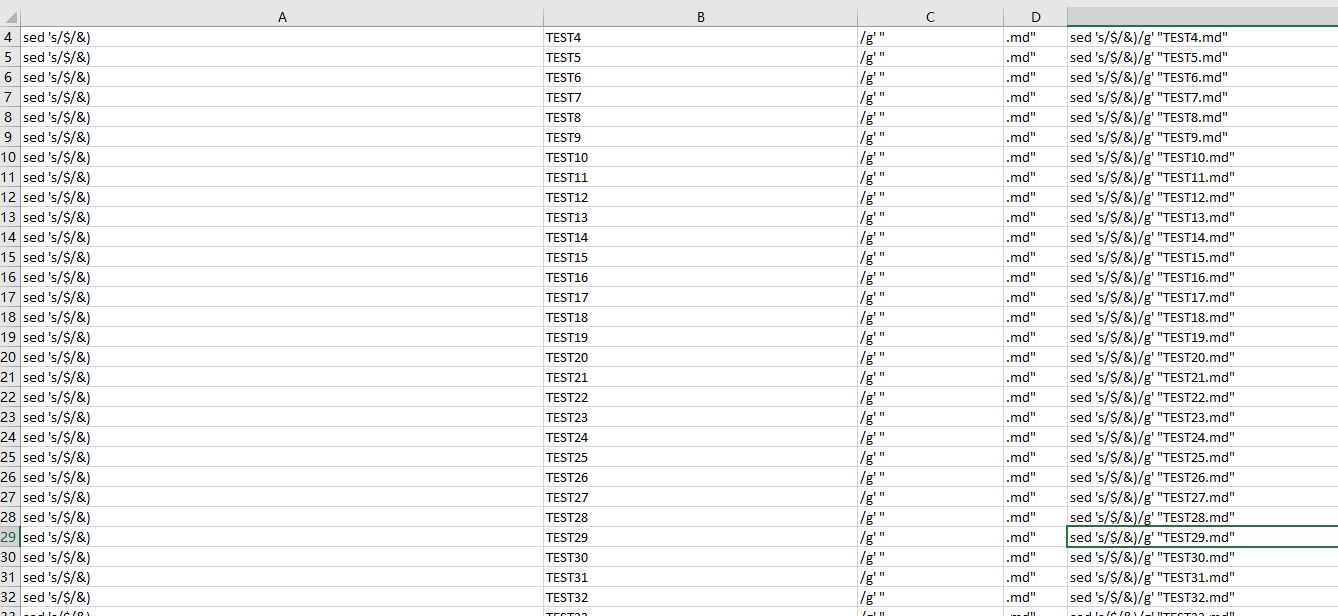 A B C D
4 sed 's/$/&) TEST4 /g' " .md" sed 's/$/&)/g' "TEST4.md"
5 sed 's/$/&) TEST5 /g' " .md" sed 's/$/&)/g' "TEST5.md"
6 sed 's/$/&) TEST6 /g' " .md" sed 's/$/&)/g' "TEST6.md"
7 sed 's/$/&) TEST7 /g' " .md" sed 's/$/&)/g' "TEST7.md"
8 sed 's/$/&) TEST8 /g' " .md" sed 's/$/&)/g' "TEST8.md"
9 sed 's/$/&) TEST9 /g' " .md" sed 's/$/&)/g' "TEST9.md"
10 sed 's/$/&) TEST10 /g' " .md" sed 's/$/&)/g' "TEST10.md"
11 sed 's/$/&) TEST11 /g' " .md" sed 's/$/&)/g' "TEST11.md"
12 sed 's/$/&) TEST12 /g' " .md" sed 's/$/&)/g' "TEST12.md"
13 sed 's/$/&) TEST13 /g' " .md" sed 's/$/&)/g' "TEST13.md"
14 sed 's/$/&) TEST14 /g' " .md" sed 's/$/&)/g' "TEST14.md"
15 sed 's/$/&) TEST15 /g' " .md" sed 's/$/&)/g' "TEST15.md"
16 sed 's/$/&) TEST16 /g' " .md" sed 's/$/&)/g' "TEST16.md"
17 sed 's/$/&) TEST17 /g' " .md" sed 's/$/&)/g' "TEST17.md"
18 sed 's/$/&) TEST18 /g' " .md" sed 's/$/&)/g' "TEST18.md"
19 sed 's/$/&) TEST19 /g' " .md" sed 's/$/&)/g' "TEST19.md"
20 sed 's/$/&) TEST20 /g' " .md" sed 's/$/&)/g' "TEST20.md"
21 sed 's/$/&) TEST21 /g' " .md" sed 's/$/&)/g' "TEST21.md"
22 sed 's/$/&) TEST22 /g' " .md" sed 's/$/&)/g' "TEST22.md"
23 sed 's/$/&) TEST23 /g' " .md" sed 's/$/&)/g' "TEST23.md"
24 sed 's/$/&) TEST24 /g' " .md" sed 's/$/&)/g' "TEST24.md"
25 sed 's/$/&) TEST25 /g' " .md" sed 's/$/&)/g' "TEST25.md"
26 sed 's/$/&) TEST26 /g' " .md" sed 's/$/&)/g' "TEST26.md"
27 sed 's/$/&) TEST27 /g' " .md" sed 's/$/&)/g' "TEST27.md"
28 sed 's/$/&) TEST28 /g' " .md" sed 's/$/&)/g' "TEST28.md"
29 sed 's/$/&) TEST29 /g' " .md" sed 's/$/&)/g' "TEST29.md"
30 sed 's/$/&) TEST30 /g' " .md" sed 's/$/&)/g' "TEST30.md"
31 sed 's/$/&) TEST31 /g' " .md" sed 's/$/&)/g' "TEST31.md"
32 sed 's/$/&) TEST32 /g' " .md" sed 's/$/&)/g' "TEST32.md"